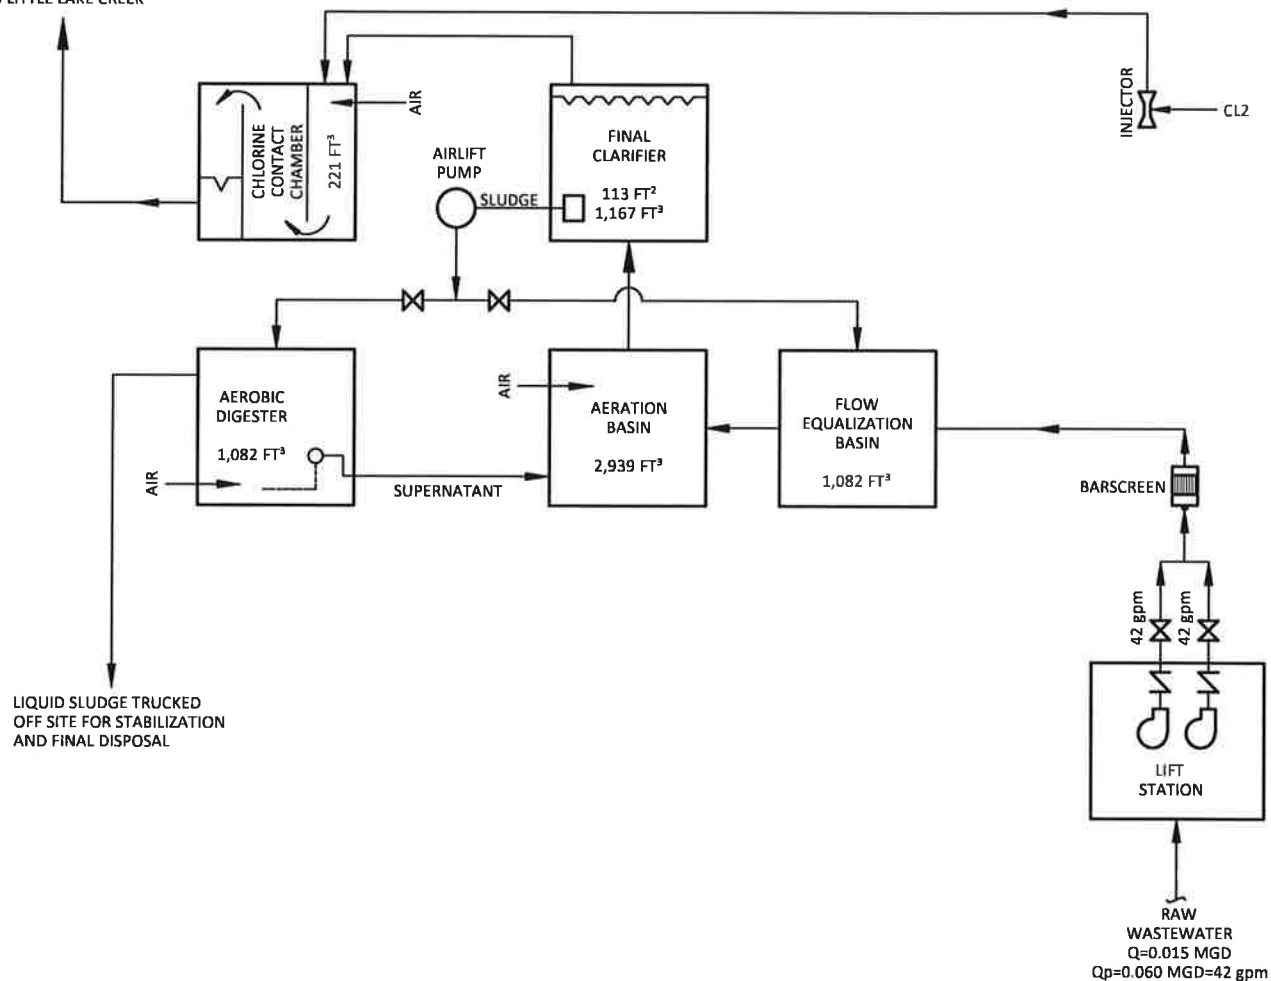 LITTLE LAKE CREEK
INJECTOR
CL2
AIR
CHLORINE
CONTACT
CHAMBER
221 FT³
FINAL
CLARIFIER
113 FT²
1,167 FT³
AIRLIFT
PUMP
SLUDGE
AEROBIC
DIGESTER
1,082 FT³
AIR
SUPERNATANT
AIR
AERATION
BASIN
2,939 FT³
FLOW
EQUALIZATION
BASIN
1,082 FT³
BARSCREEN
42 gpm
42 gpm
LIFT
STATION
LIQUID SLUDGE TRUCKED
OFF SITE FOR STABILIZATION
AND FINAL DISPOSAL
RAW
WASTEWATER
Q=0.015 MGD
Qp=0.060 MGD=42 gpm